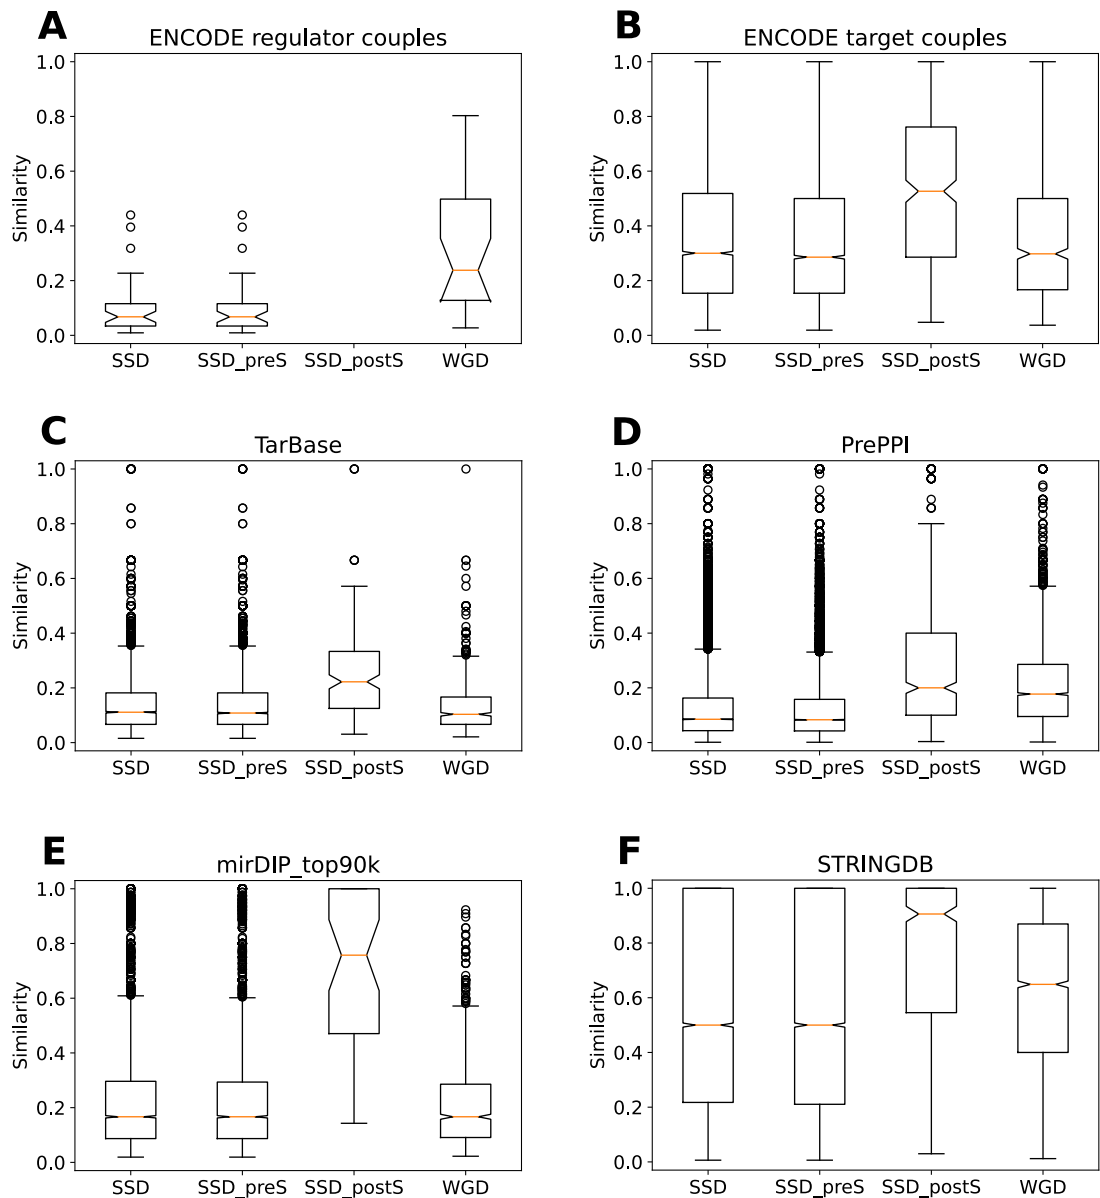 A
ENCODE regulator couples
1.0
0.8
0.6
0.4
0.2
0.0
Similarity
SSD SSD_preS SSD_postS WGD
B
ENCODE target couples
1.0
0.8
0.6
0.4
0.2
0.0
Similarity
SSD SSD_preS SSD_postS WGD
C
TarBase
1.0
0.8
0.6
0.4
0.2
0.0
Similarity
SSD SSD_preS SSD_postS WGD
D
PrePPI
1.0
0.8
0.6
0.4
0.2
0.0
Similarity
SSD SSD_preS SSD_postS WGD
E
mirDIP_top90k
1.0
0.8
0.6
0.4
0.2
0.0
Similarity
SSD SSD_preS SSD_postS WGD
F
STRINGDB
1.0
0.8
0.6
0.4
0.2
0.0
Similarity
SSD SSD_preS SSD_postS WGD